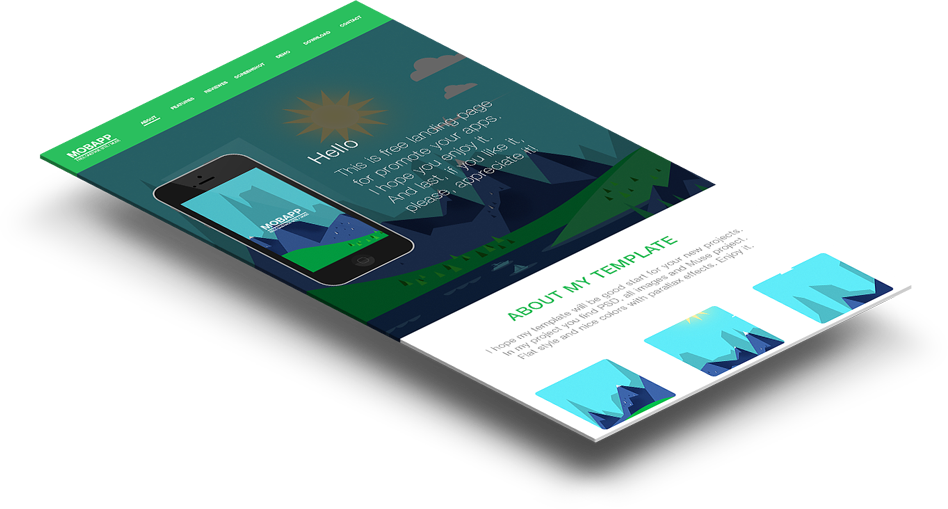 MOBAPP
ABOUT FEATURES REWIEWS SCREENSHOT DEMO DOWNLOAD CONTACT
Hello
This is free landing page
for promote your apps.
I hope you enjoy it.
And last, if you like it,
please, appreciate it!
MOBAPP
ABOUT MY TEMPLATE
I hope my template will be good start for your new projects.
In my project you find PSD, all images and Muse project.
Flat style and nice colors with parallax effects. Enjoy it.